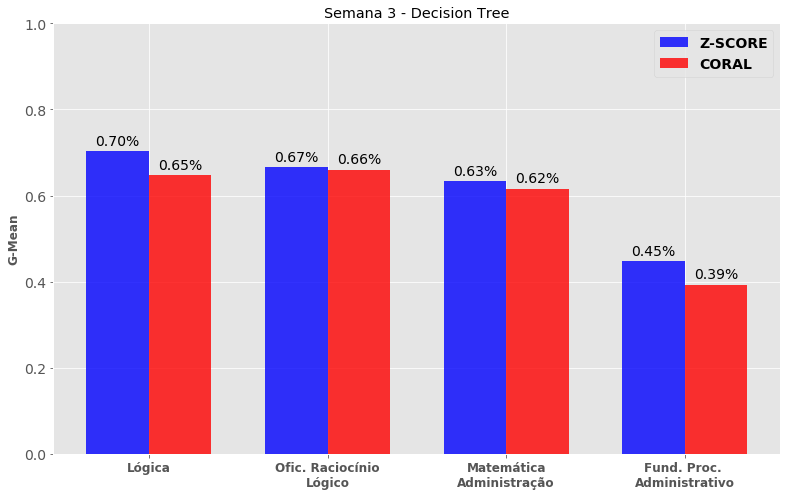 Semana 3 - Decision Tree
Z-SCORE
CORAL
G-Mean
1.0
0.8
0.6
0.4
0.2
0.0
0.70%
0.65%
0.67%
0.66%
0.63%
0.62%
0.45%
0.39%
Lógica
Ofic. Raciocínio
Lógico
Matemática
Administração
Fund. Proc.
Administrativo